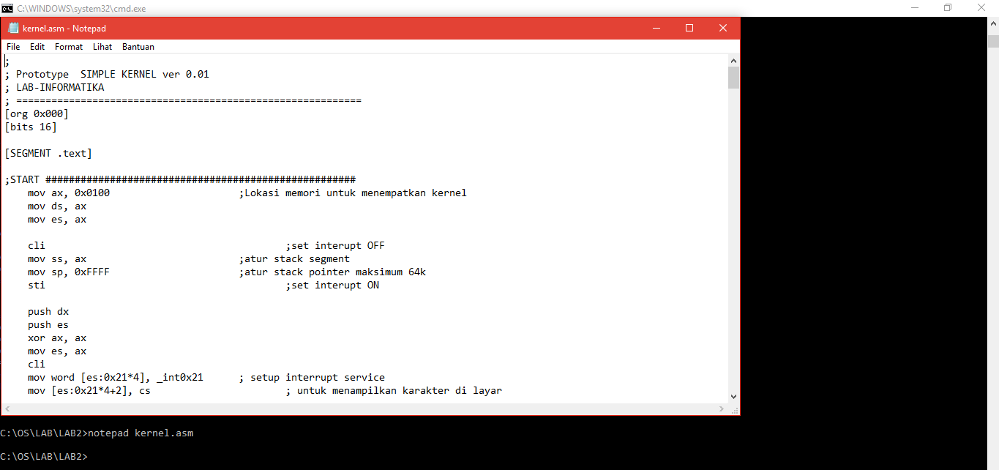 C:\WINDOWS\system32\cmd.exe
kernel.asm - Notepad
File Edit Format Lihat Bantuan
;
; Prototype  SIMPLE KERNEL ver 0.01
; LAB-INFORMATIKA
; ===========================================================
[org 0x000]
[bits 16]
[SEGMENT .text]
;START #####################################################
mov ax, 0x0100 ;Lokasi memori untuk menempatkan kernel
mov ds, ax
mov es, ax
cli ;set interupt OFF
mov ss, ax ;atur stack segment
mov sp, 0xFFFF ;atur stack pointer maksimum 64k
sti ;set interupt ON
push dx
push es
xor ax, ax
mov es, ax
cli
mov word [es:0x21*4], _int0x21 ; setup interrupt service
mov [es:0x21*4+2], cs ; untuk menampilkan karakter di layar
C:\OS\LAB\LAB2>notepad kernel.asm
C:\OS\LAB\LAB2>